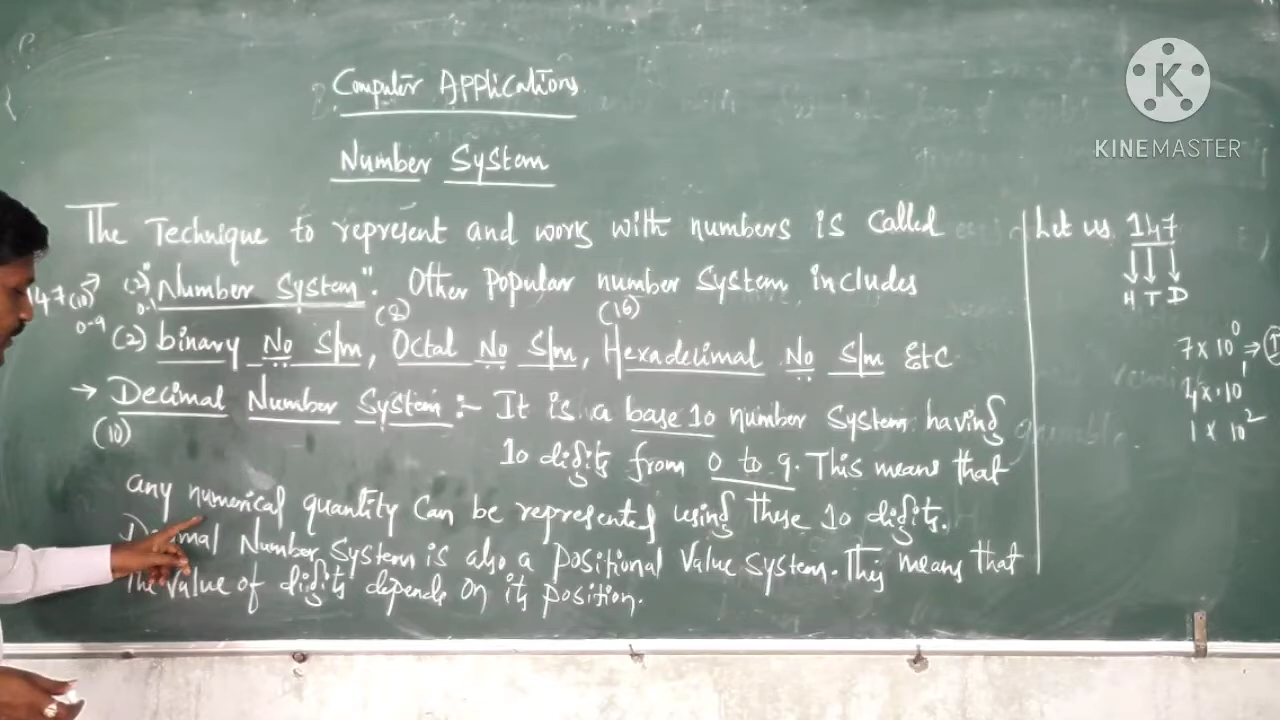 Computer Applications
Number System
The Technique to represent and work with numbers is called
147(10) (2) "Number System". Other Popular number System includes
0-9 0.1 (8) (16)
(2) binary No S/m, Octal No S/m, Hexadecimal No S/m Etc
→ Decimal Number System :- It is a base 10 number System having
(10) 10 digits from 0 to 9. This means that
any numerical quantity Can be represented using these 10 digits.
Number System is also a Positional Value System. This means that
The Value of digits depends on its position.
Let us 147
H T D
7 x 10⁰ →
4 x 10¹
1 x 10²
K
KINEMASTER